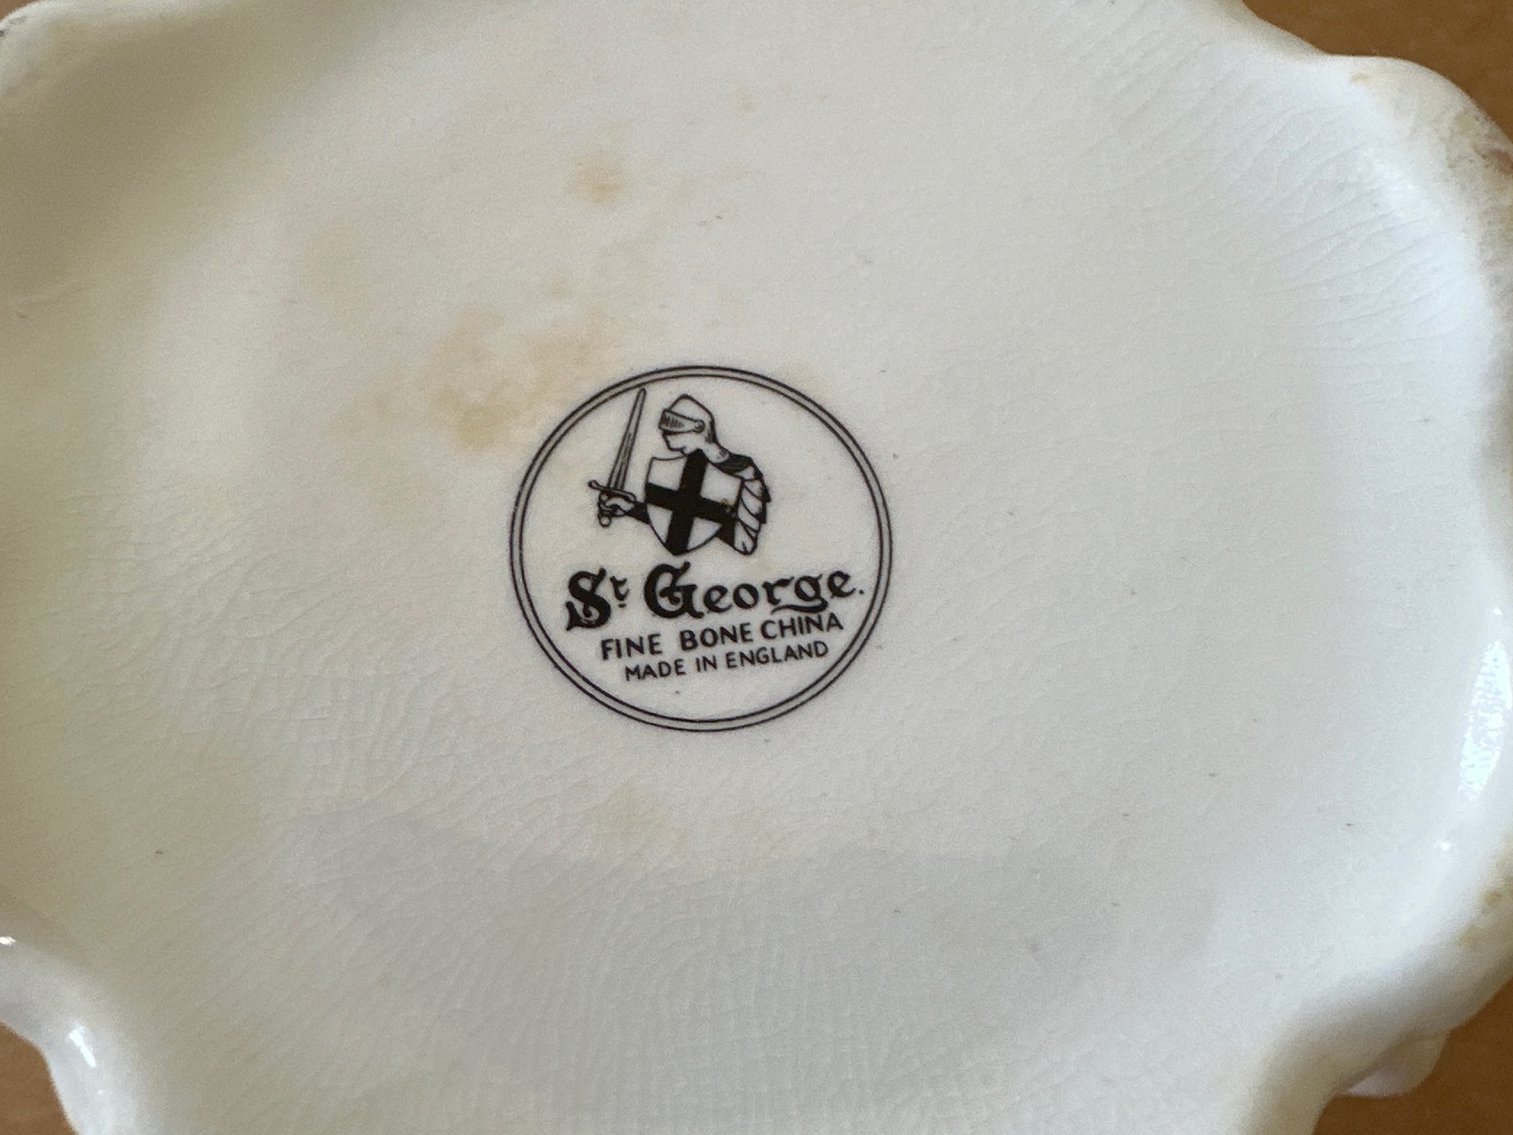 St George.
FINE BONE CHINA
MADE IN ENGLAND